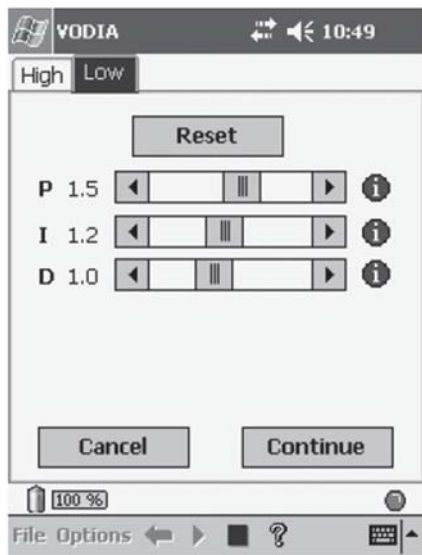 VODIA 10:49
High Low
Reset
P 1.5
I 1.2
D 1.0
Cancel Continue
100 %
File Options